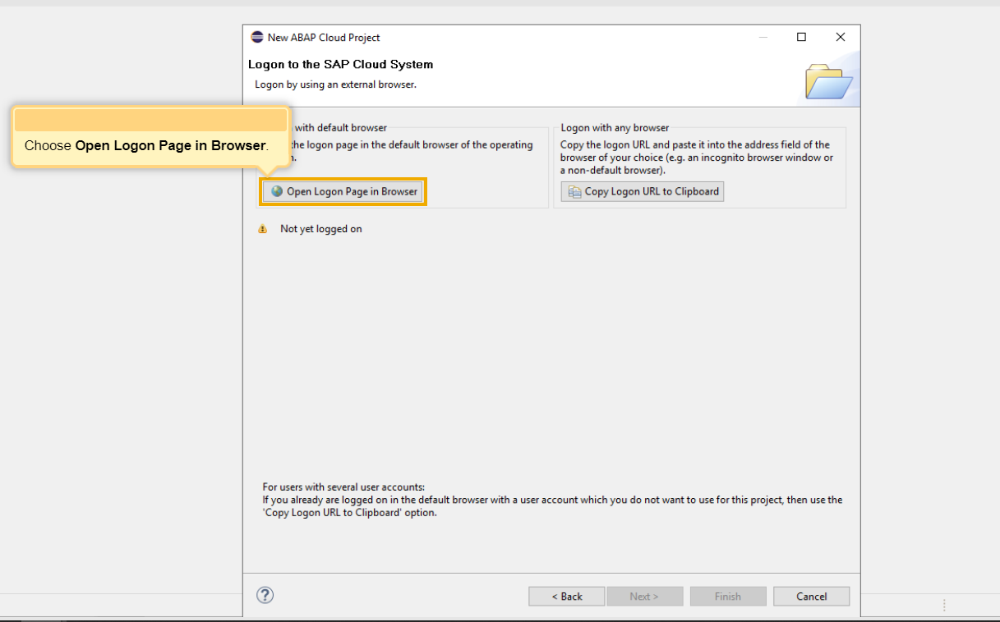 New ABAP Cloud Project
Logon to the SAP Cloud System
Logon by using an external browser.
Choose Open Logon Page in Browser.
with default browser
the logon page in the default browser of the operating
Open Logon Page in Browser
Logon with any browser
Copy the logon URL and paste it into the address field of the
browser of your choice (e.g. an incognito browser window or
a non-default browser).
Copy Logon URL to Clipboard
Not yet logged on
For users with several user accounts:
If you already are logged on in the default browser with a user account which you do not want to use for this project, then use the
'Copy Logon URL to Clipboard' option.
?
< Back
Next >
Finish
Cancel